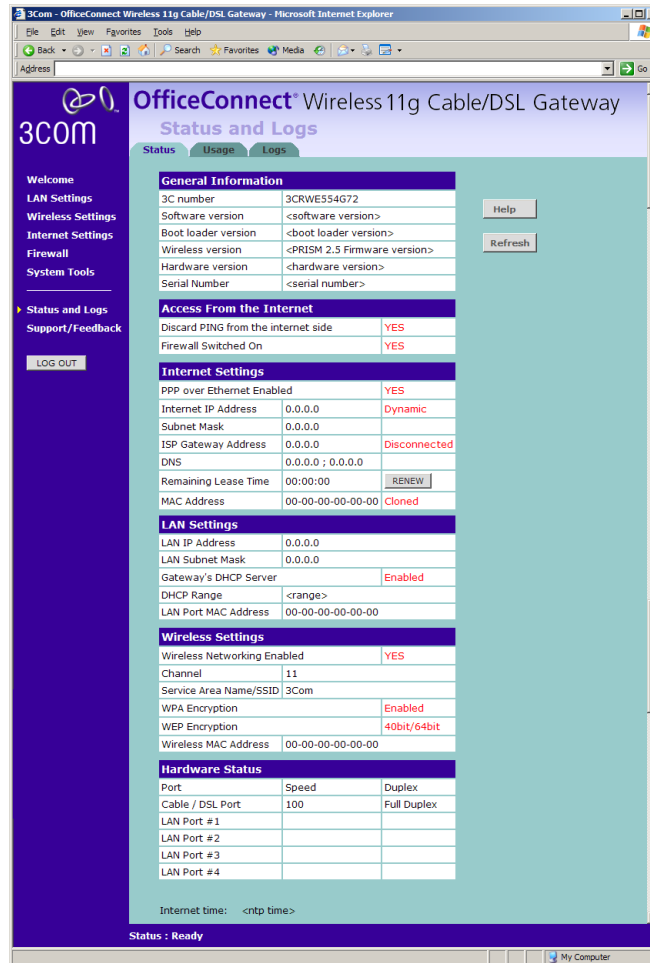 3Com - OfficeConnect Wireless 11g Cable/DSL Gateway - Microsoft Internet Explorer
File Edit View Favorites Tools Help
Back Search Favorites Media
Address Go
3COM
OfficeConnect® Wireless 11g Cable/DSL Gateway
Status and Logs
Status Usage Logs
Welcome
LAN Settings
Wireless Settings
Internet Settings
Firewall
System Tools
Status and Logs
Support/Feedback
LOG OUT
General Information
3C number 3CRWE554G72
Software version <software version>
Boot loader version <boot loader version>
Wireless version <PRISM 2.5 Firmware version>
Hardware version <hardware version>
Serial Number <serial number>
Help
Refresh
Access From the Internet
Discard PING from the internet side YES
Firewall Switched On YES
Internet Settings
PPP over Ethernet Enabled YES
Internet IP Address 0.0.0.0 Dynamic
Subnet Mask 0.0.0.0
ISP Gateway Address 0.0.0.0 Disconnected
DNS 0.0.0.0 ; 0.0.0.0
Remaining Lease Time 00:00:00 RENEW
MAC Address 00-00-00-00-00-00 Cloned
LAN Settings
LAN IP Address 0.0.0.0
LAN Subnet Mask 0.0.0.0
Gateway's DHCP Server Enabled
DHCP Range <range>
LAN Port MAC Address 00-00-00-00-00-00
Wireless Settings
Wireless Networking Enabled YES
Channel 11
Service Area Name/SSID 3Com
WPA Encryption Enabled
WEP Encryption 40bit/64bit
Wireless MAC Address 00-00-00-00-00-00
Hardware Status
Port Speed Duplex
Cable / DSL Port 100 Full Duplex
LAN Port #1
LAN Port #2
LAN Port #3
LAN Port #4
Internet time: <ntp time>
Status : Ready
My Computer